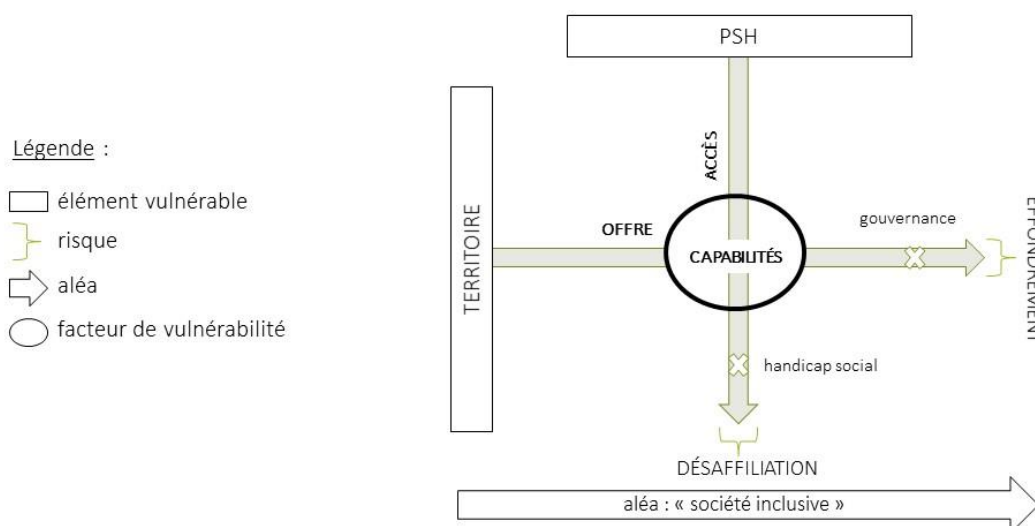 Légende :
élément vulnérable
risque
aléa
facteur de vulnérabilité
PSH
TERRITOIRE
ACCÈS
OFFRE
CAPABILITÉS
gouvernance
EFFONDREMENT
handicap social
DÉSAFFILIATION
aléa : « société inclusive »